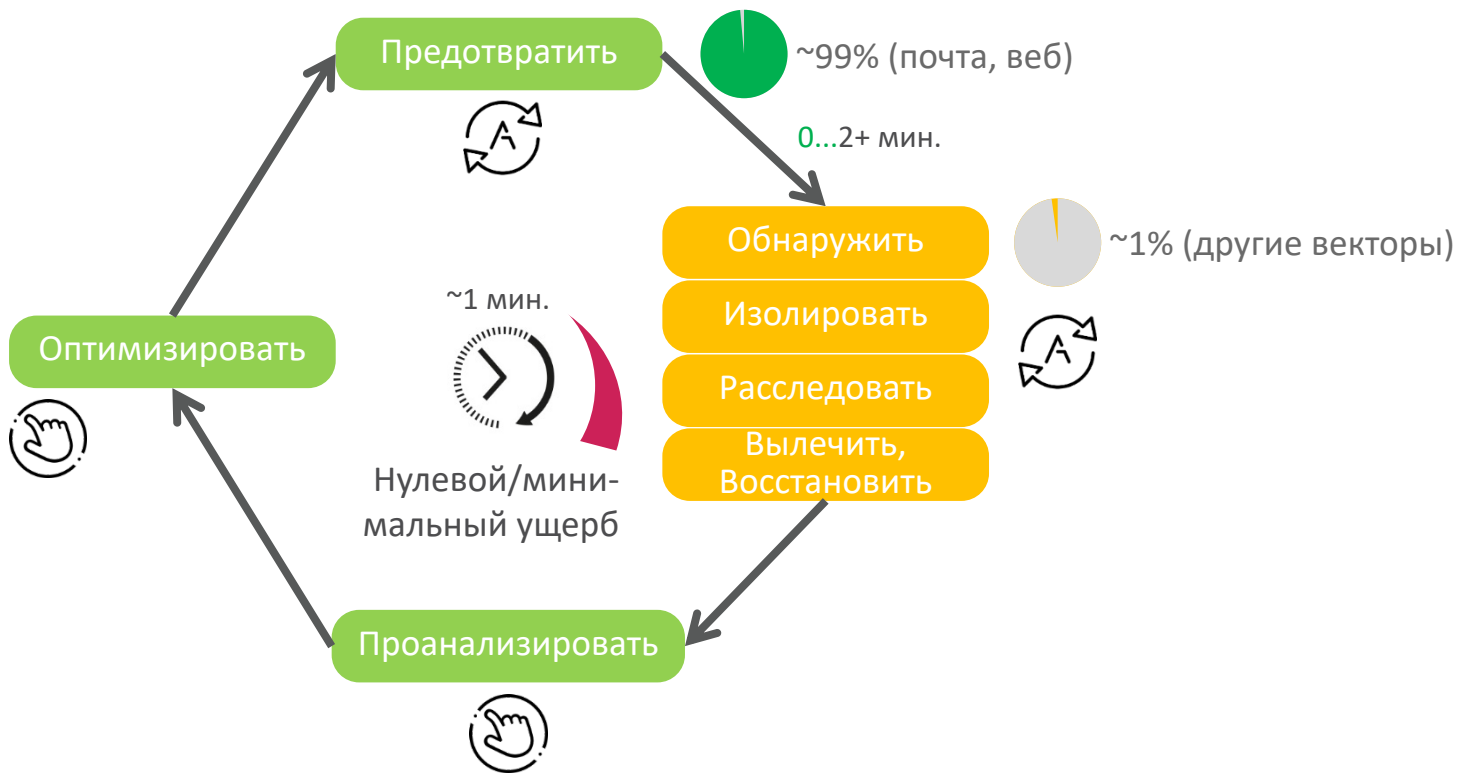 Предотвратить
~99% (почта, веб)
0...2+ мин.
Обнаружить
~1% (другие векторы)
Изолировать
~1 мин.
Оптимизировать
Расследовать
Вылечить,
Восстановить
Нулевой/мини-
мальный ущерб
Проанализировать